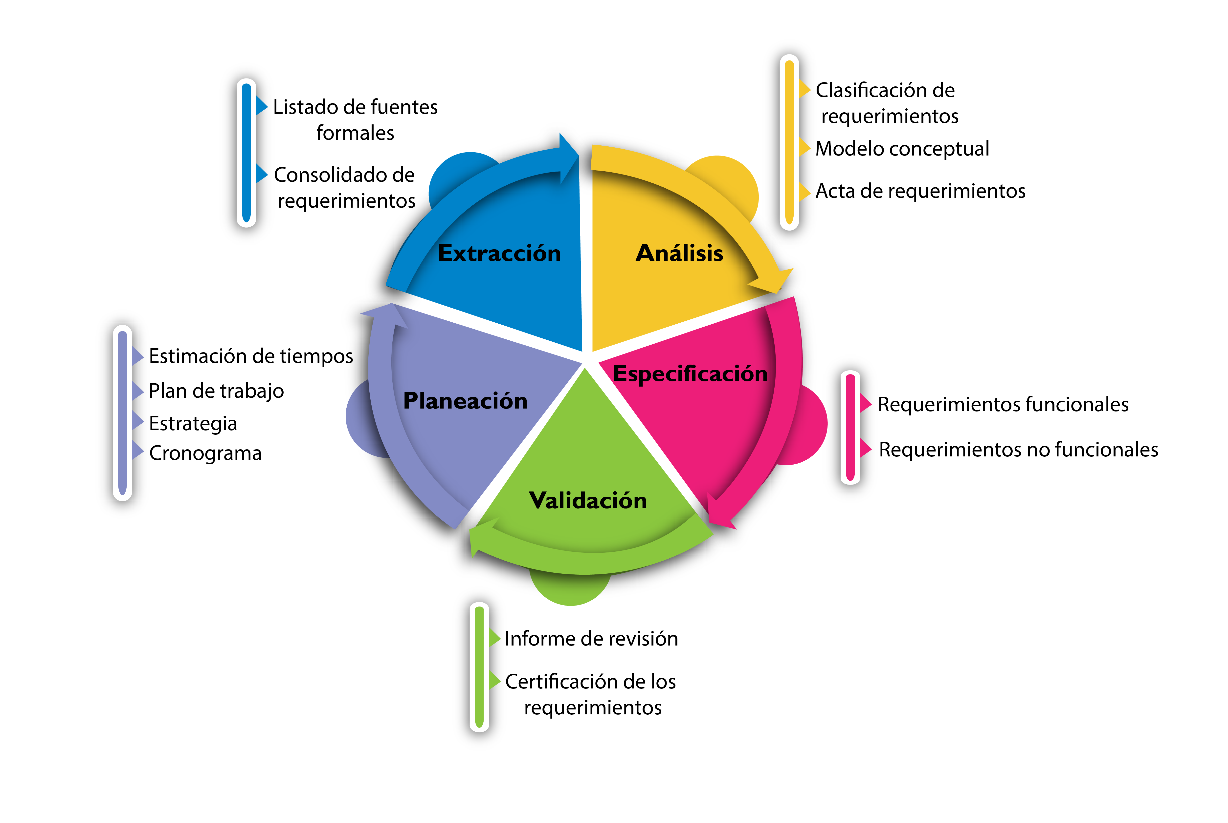 Listado de fuentes
formales
Consolidado de
requerimientos
Clasificación de
requerimientos
Modelo conceptual
Acta de requerimientos
Extracción
Análisis
Estimación de tiempos
Plan de trabajo
Estrategia
Cronograma
Planeación
Especificación
Requerimientos funcionales
Requerimientos no funcionales
Validación
Informe de revisión
Certificación de los
requerimientos